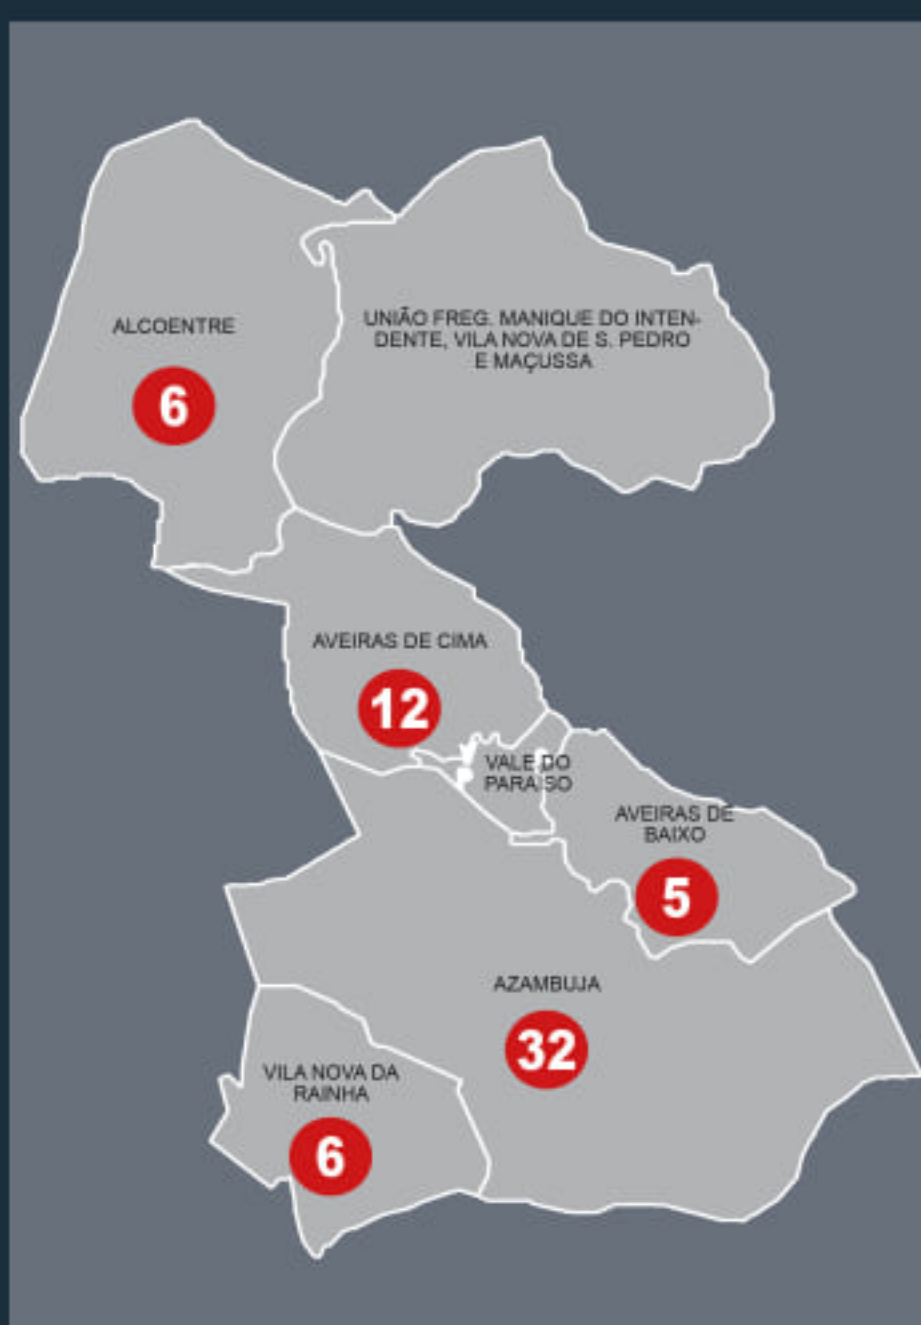 ALCOENTRE
6
UNIÃO FREG. MANIQUE DO INTEN-
DENTE, VILA NOVA DE S. PEDRO
E MAÇUSSA
AVEIRAS DE CIMA
12
VALE DO
PARAISO
AVEIRAS DE
BAIXO
5
AZAMBUJA
32
VILA NOVA DA
RAINHA
6